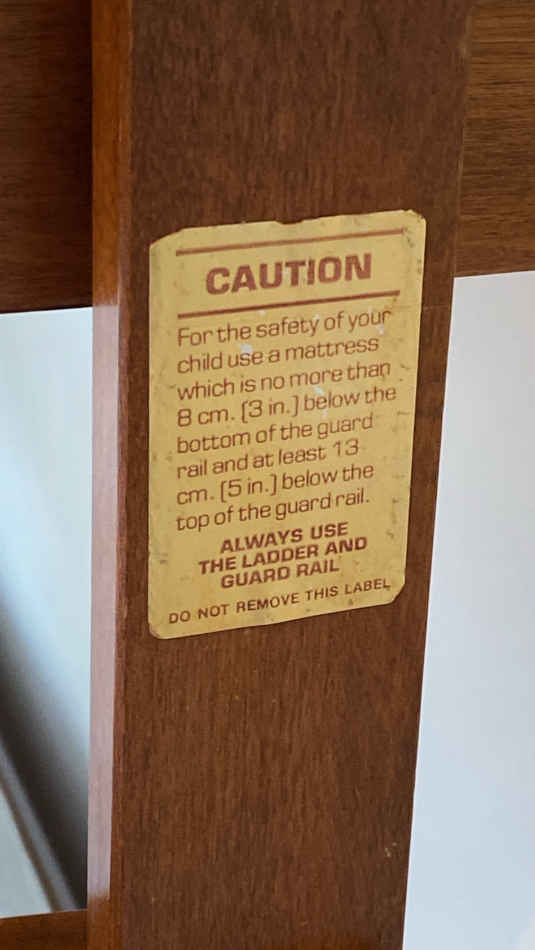 CAUTION
For the safety of your
child use a mattress
which is no more than
8 cm. (3 in.) below the
bottom of the guard
rail and at least 13
cm. (5 in.) below the
top of the guard rail.
ALWAYS USE
THE LADDER AND
GUARD RAIL
DO NOT REMOVE THIS LABEL